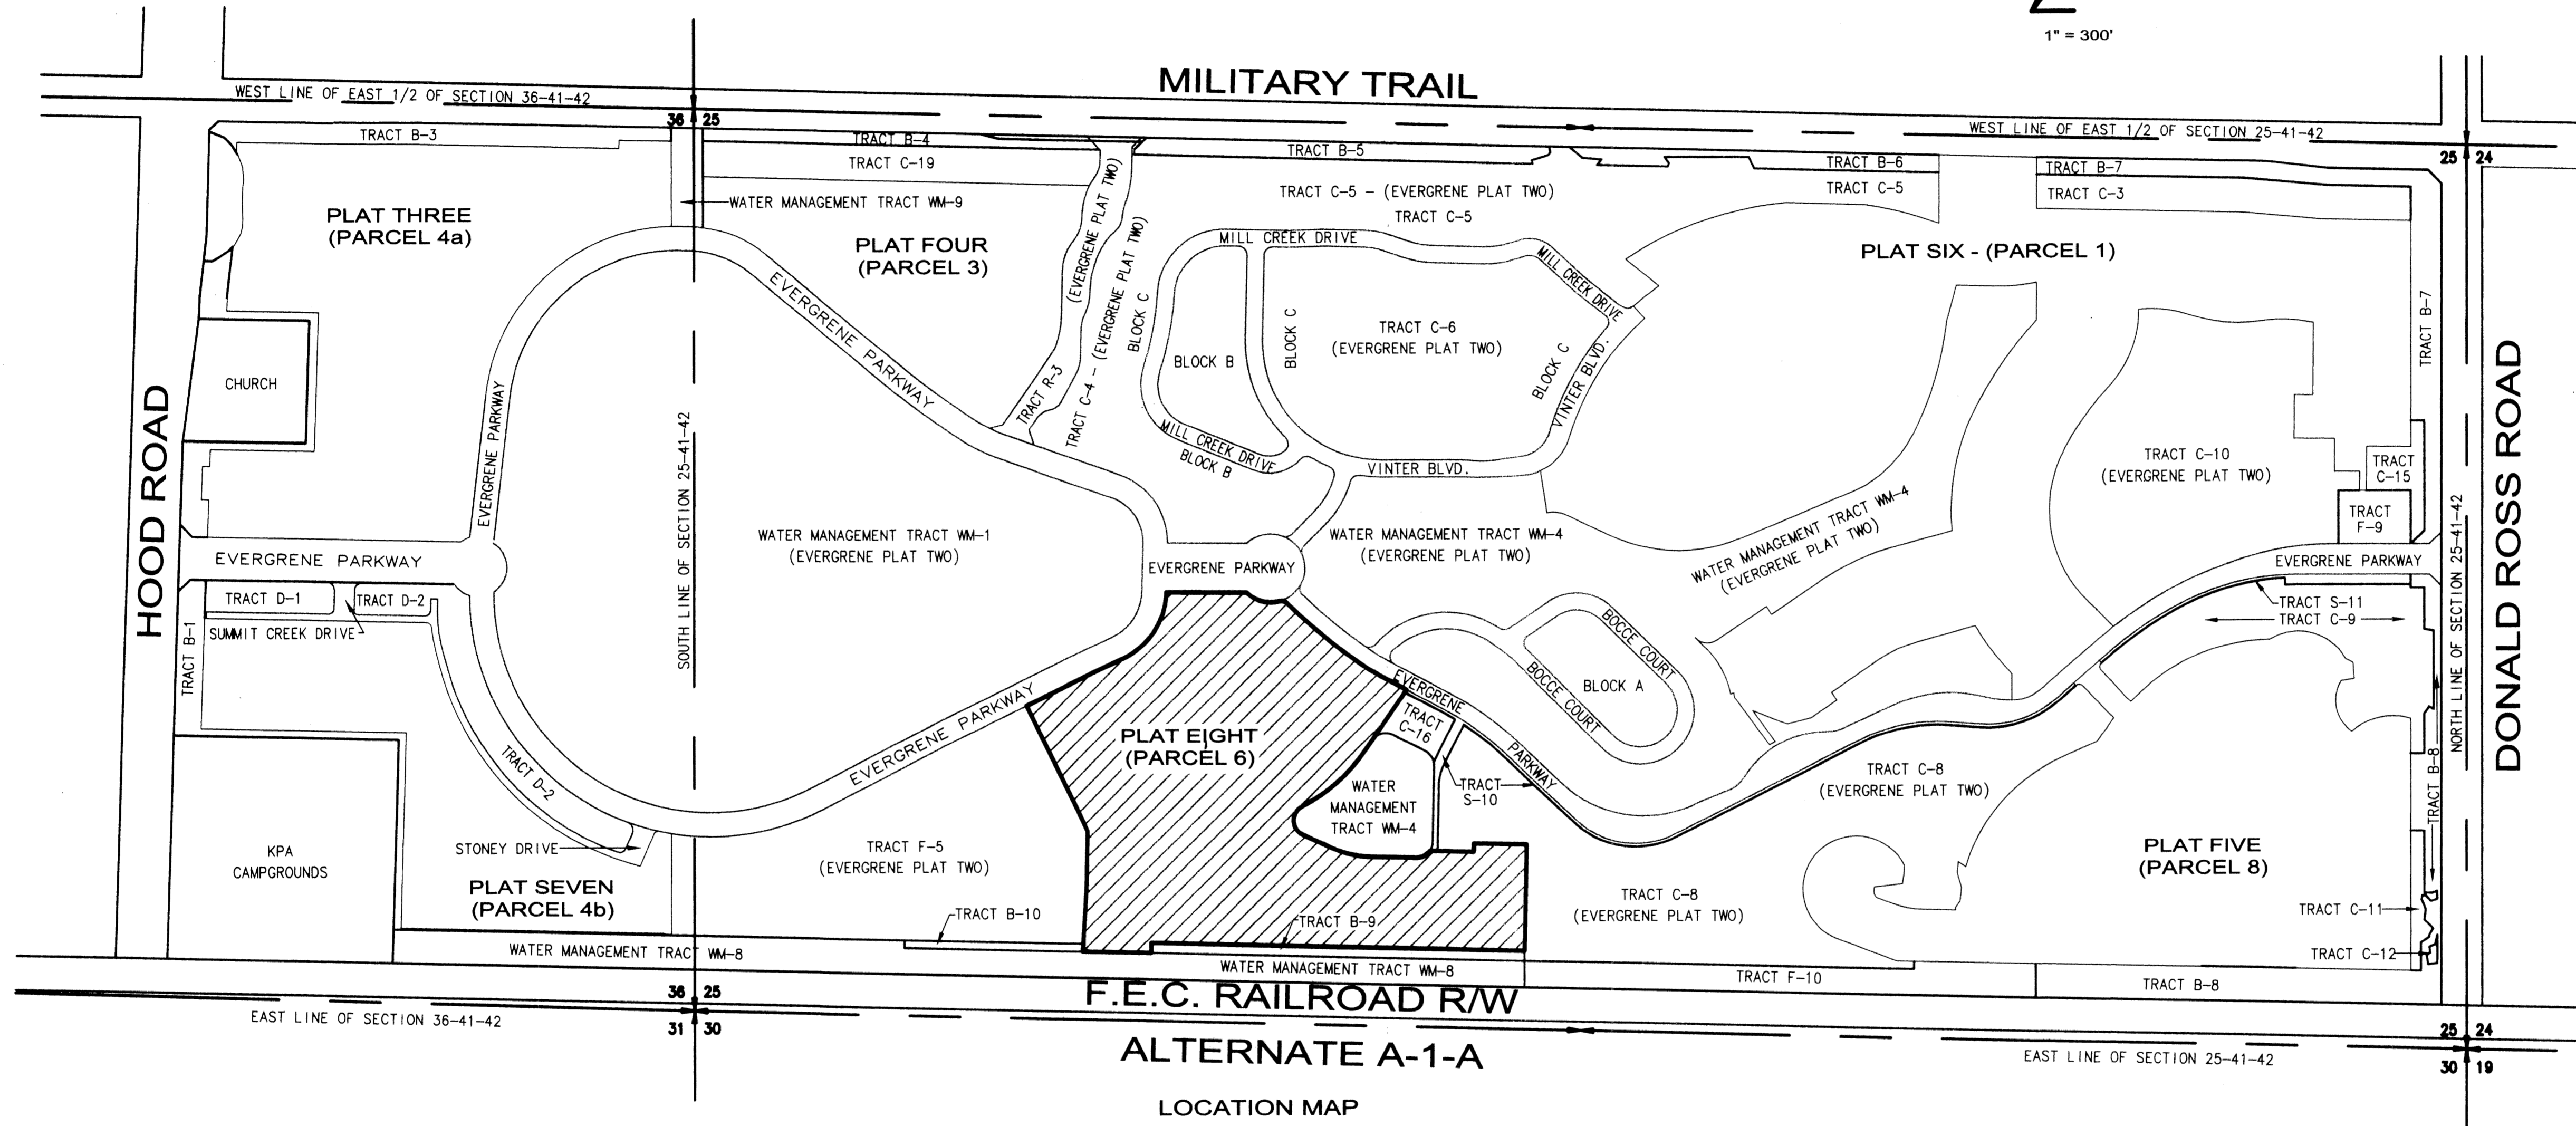 1" = 300'
MILITARY TRAIL
WEST LINE OF EAST 1/2 OF SECTION 36-41-42
36 25
WEST LINE OF EAST 1/2 OF SECTION 25-41-42
25 24
TRACT B-3
TRACT B-4
TRACT C-19
WATER MANAGEMENT TRACT WM-9
TRACT B-5
TRACT C-5 - (EVERGRENE PLAT TWO)
TRACT C-5
TRACT B-6
TRACT C-5
TRACT B-7
TRACT C-3
PLAT THREE
(PARCEL 4a)
PLAT FOUR
(PARCEL 3)
(EVERGRENE PLAT TWO)
TRACT R-3
TRACT C-4 - (EVERGRENE PLAT TWO)
BLOCK C
MILL CREEK DRIVE
MILL CREEK DRIVE
PLAT SIX - (PARCEL 1)
TRACT B-7
BLOCK B
BLOCK C
TRACT C-6
(EVERGRENE PLAT TWO)
BLOCK C
VINTER BLVD.
MILL CREEK DRIVE
BLOCK B
VINTER BLVD.
CHURCH
HOOD ROAD
EVERGRENE PARKWAY
EVERGRENE PARKWAY
SOUTH LINE OF SECTION 25-41-42
WATER MANAGEMENT TRACT WM-1
(EVERGRENE PLAT TWO)
WATER MANAGEMENT TRACT WM-4
(EVERGRENE PLAT TWO)
WATER MANAGEMENT TRACT WM-4
(EVERGRENE PLAT TWO)
TRACT C-10
(EVERGRENE PLAT TWO)
TRACT
C-15
TRACT
F-9
NORTH LINE OF SECTION 25-41-42
DONALD ROSS ROAD
EVERGRENE PARKWAY
EVERGRENE PARKWAY
EVERGRENE PARKWAY
TRACT D-1
TRACT D-2
SUMMIT CREEK DRIVE
TRACT B-1
TRACT S-11
TRACT C-9
BOCCE COURT
BOCCE COURT
BLOCK A
EVERGRENE
PARKWAY
EVERGRENE PARKWAY
PLAT EIGHT
(PARCEL 6)
TRACT
C-16
TRACT
S-10
WATER
MANAGEMENT
TRACT WM-4
TRACT D-2
TRACT C-8
(EVERGRENE PLAT TWO)
TRACT B-8
KPA
CAMPGROUNDS
STONEY DRIVE
TRACT F-5
(EVERGRENE PLAT TWO)
PLAT FIVE
(PARCEL 8)
PLAT SEVEN
(PARCEL 4b)
TRACT B-10
TRACT B-9
TRACT C-8
(EVERGRENE PLAT TWO)
TRACT C-11
TRACT C-12
WATER MANAGEMENT TRACT WM-8
WATER MANAGEMENT TRACT WM-8
TRACT F-10
TRACT B-8
36 25
F.E.C. RAILROAD R/W
EAST LINE OF SECTION 36-41-42
31 30
25 24
ALTERNATE A-1-A
EAST LINE OF SECTION 25-41-42
30 19
LOCATION MAP